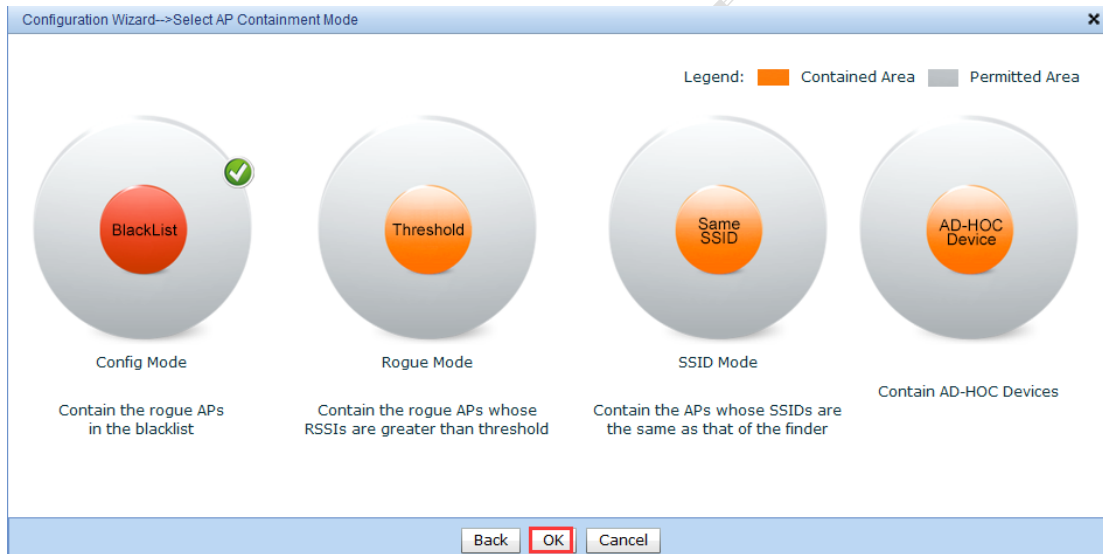 Configuration Wizard-->Select AP Containment Mode
Legend: Contained Area Permitted Area
BlackList
Threshold
Same
SSID
AD-HOC
Device
Config Mode
Rogue Mode
SSID Mode
Contain the rogue APs
in the blacklist
Contain the rogue APs whose
RSSIs are greater than threshold
Contain the APs whose SSIDs are
the same as that of the finder
Contain AD-HOC Devices
Back OK Cancel